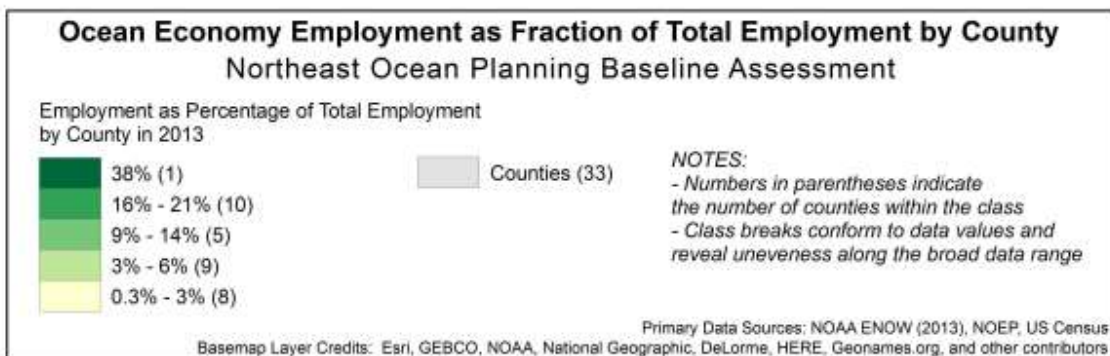 Ocean Economy Employment as Fraction of Total Employment by County
Northeast Ocean Planning Baseline Assessment
Employment as Percentage of Total Employment
by County in 2013
38% (1)
16% - 21% (10)
9% - 14% (5)
3% - 6% (9)
0.3% - 3% (8)
Counties (33)
NOTES:
- Numbers in parentheses indicate
the number of counties within the class
- Class breaks conform to data values and
reveal uneveness along the broad data range
Primary Data Sources: NOAA ENOW (2013), NOEP, US Census
Basemap Layer Credits: Esri, GEBCO, NOAA, National Geographic, DeLorme, HERE, Geonames.org, and other contributors